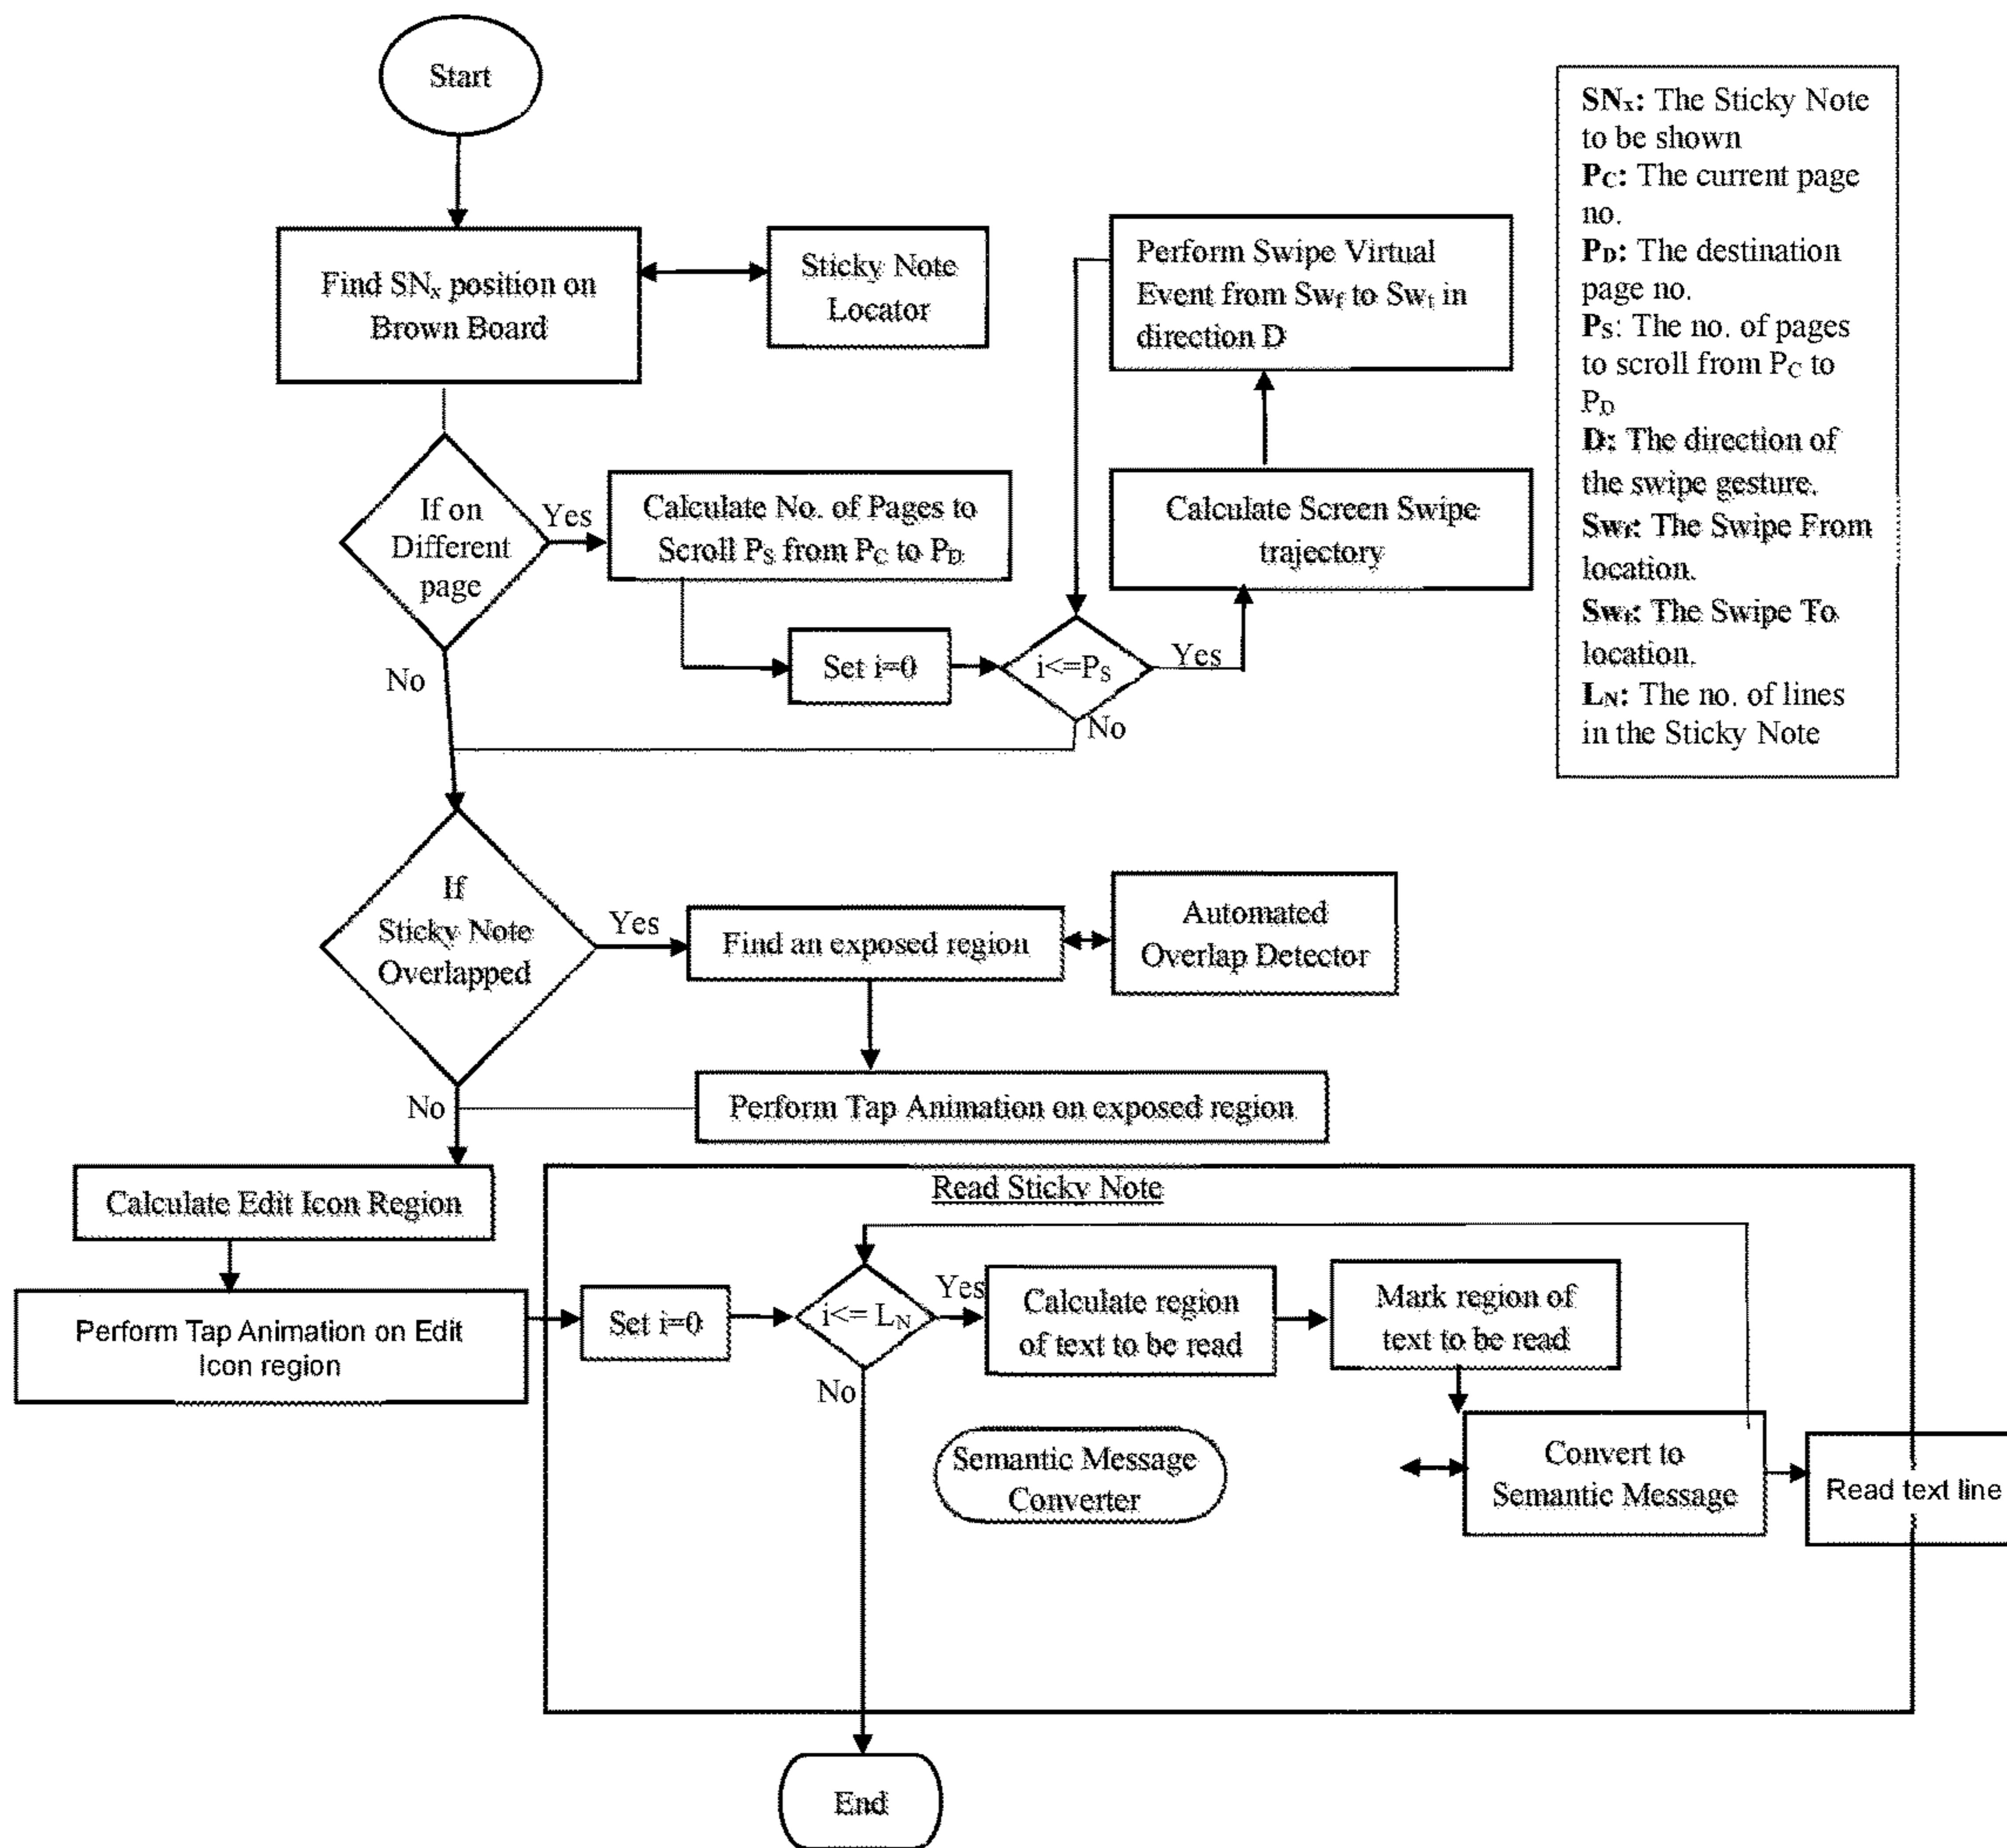 Start
Find SNx position on
Brown Board
Sticky Note
Locator
Perform Swipe Virtual
Event from Swf to Swt in
direction D
SNx: The Sticky Note
to be shown
PC: The current page
no.
PD: The destination
page no.
PS: The no. of pages
to scroll from PC to
PD
D: The direction of
the swipe gesture.
Swf: The Swipe From
location.
Swt: The Swipe To
location.
LN: The no. of lines
in the Sticky Note
If on
Different
page
Yes
No
Calculate No. of Pages to
Scroll PS from PC to PD
Calculate Screen Swipe
trajectory
Set i=0
i<=PS
Yes
No
If
Sticky Note
Overlapped
Yes
No
Find an exposed region
Automated
Overlap Detector
Perform Tap Animation on exposed region
Calculate Edit Icon Region
Perform Tap Animation on Edit
Icon region
Read Sticky Note
Set i=0
i<= LN
Yes
No
Calculate region
of text to be read
Mark region of
text to be read
Semantic Message
Converter
Convert to
Semantic Message
Read text line
End